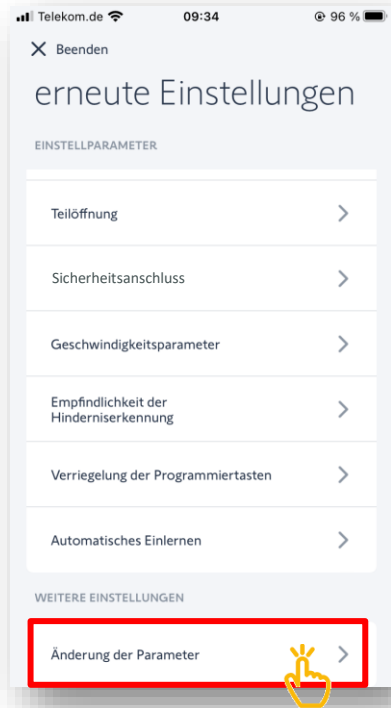 Telekom.de 09:34 96 %
Beenden
erneute Einstellungen
EINSTELLPARAMETER
Teilöffnung
Sicherheitsanschluss
Geschwindigkeitsparameter
Empfindlichkeit der
Hinderniserkennung
Verriegelung der Programmiertasten
Automatisches Einlernen
WEITERE EINSTELLUNGEN
Änderung der Parameter